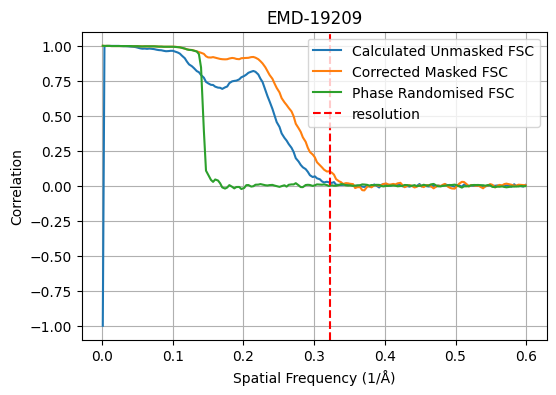 EMD-19209
Calculated Unmasked FSC
Corrected Masked FSC
Phase Randomised FSC
resolution
Correlation
1.00
0.75
0.50
0.25
0.00
−0.25
−0.50
−0.75
−1.00
0.0 0.1 0.2 0.3 0.4 0.5 0.6
Spatial Frequency (1/Å)